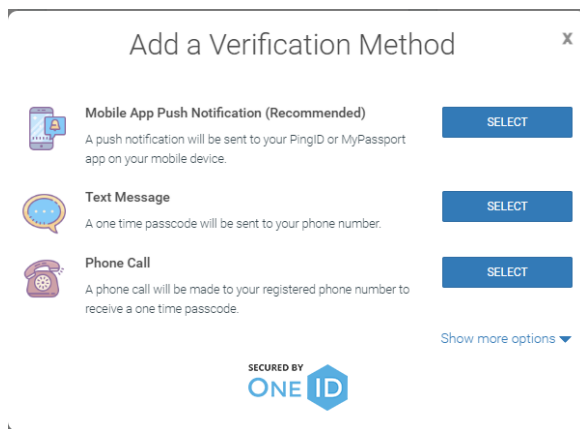 Add a Verification Method
X
Mobile App Push Notification (Recommended)
SELECT
A push notification will be sent to your PingID or MyPassport
app on your mobile device.
Text Message
SELECT
A one time passcode will be sent to your phone number.
Phone Call
SELECT
A phone call will be made to your registered phone number to
receive a one time passcode.
Show more options
SECURED BY
ONE ID